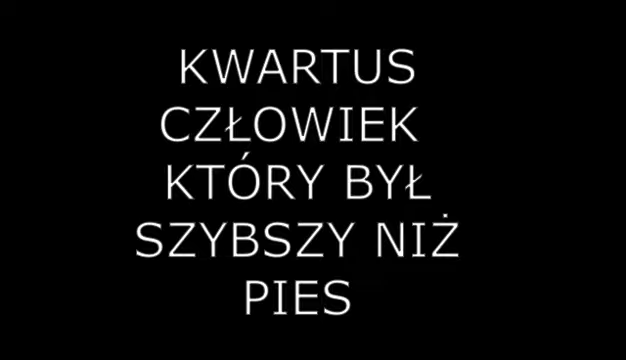 KWARTUS
CZŁOWIEK
KTÓRY BYŁ
SZYBSZY NIŻ
PIES